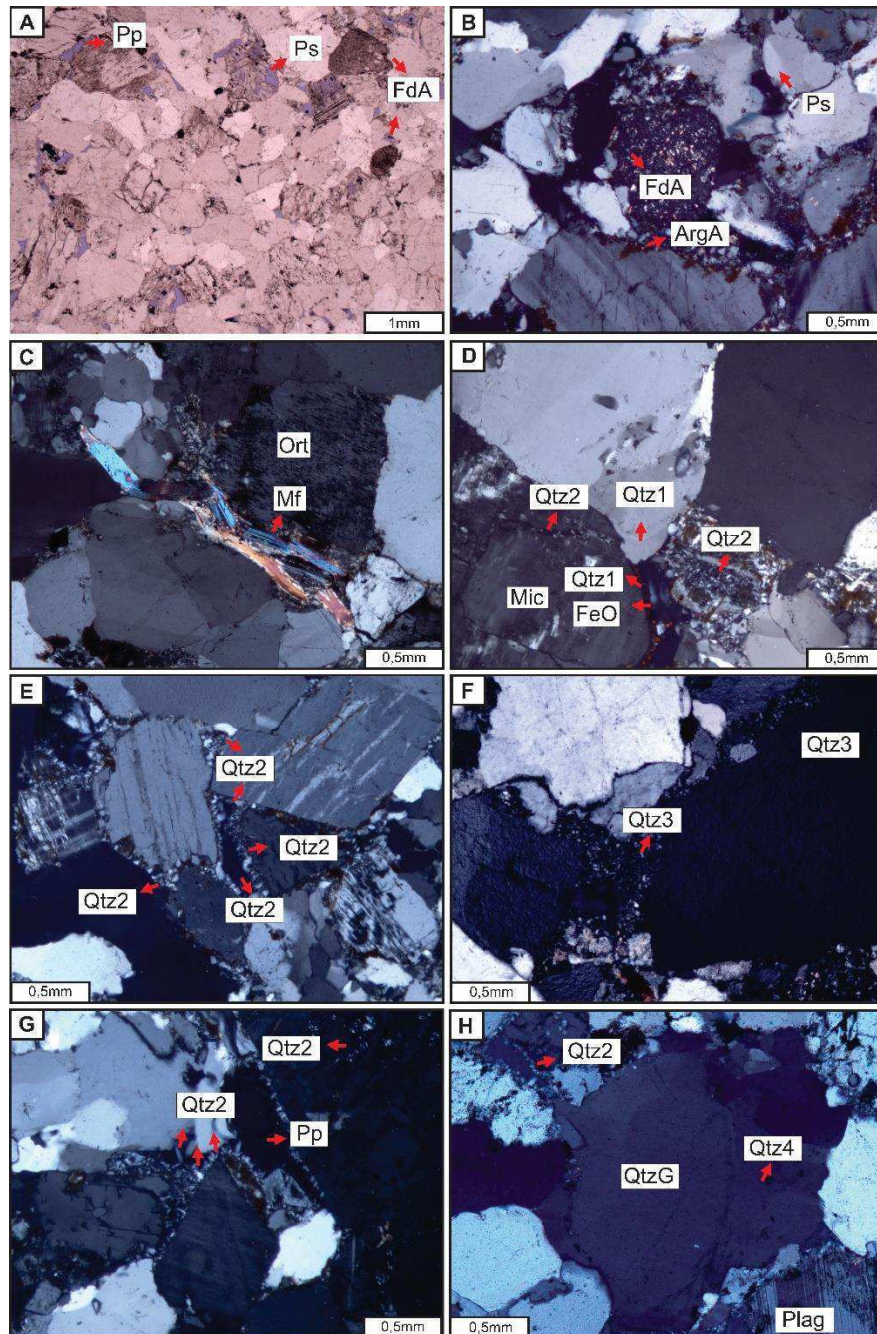 A
Pp
Ps
FdA
1mm
B
Ps
FdA
ArgA
0,5mm
C
Ort
Mf
0,5mm
D
Qtz2
Qtz1
Qtz2
Qtz1
Mic
FeO
0,5mm
E
Qtz2
Qtz2
Qtz2
Qtz2
0,5mm
F
Qtz3
Qtz3
0,5mm
G
Qtz2
Qtz2
Pp
0,5mm
H
Qtz2
Qtz4
QtzG
Plag
0,5mm